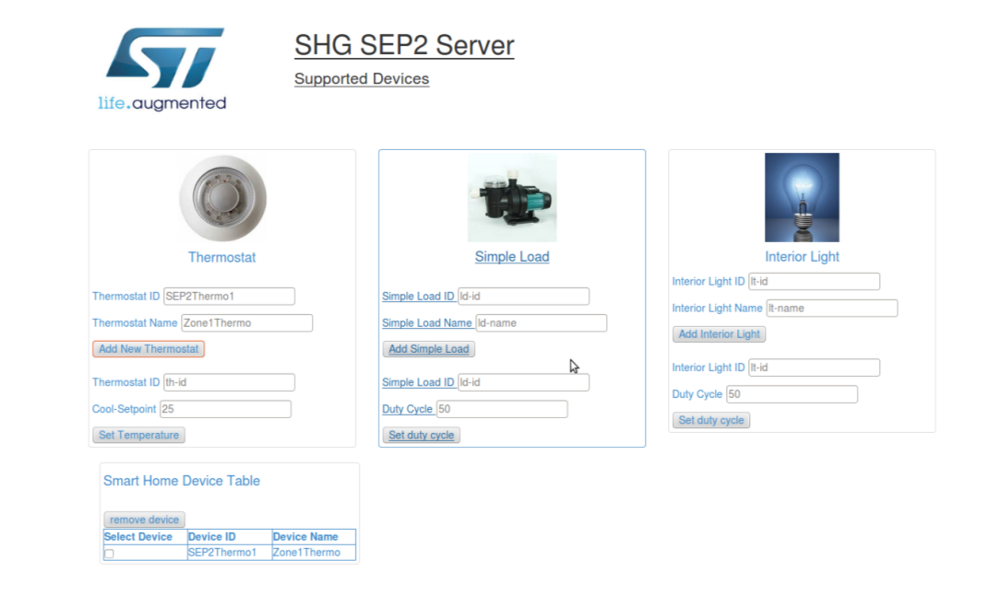 ST
life.augmented
SHG SEP2 Server
Supported Devices
Thermostat
Thermostat ID SEP2Thermo1
Thermostat Name Zone1Thermo
Add New Thermostat
Thermostat ID th-id
Cool-Setpoint 25
Set Temperature
Simple Load
Simple Load ID ld-id
Simple Load Name ld-name
Add Simple Load
Simple Load ID ld-id
Duty Cycle 50
Set duty cycle
Interior Light
Interior Light ID lt-id
Interior Light Name lt-name
Add Interior Light
Interior Light ID lt-id
Duty Cycle 50
Set duty cycle
Smart Home Device Table
remove device
Select Device Device ID Device Name
SEP2Thermo1 Zone1Thermo